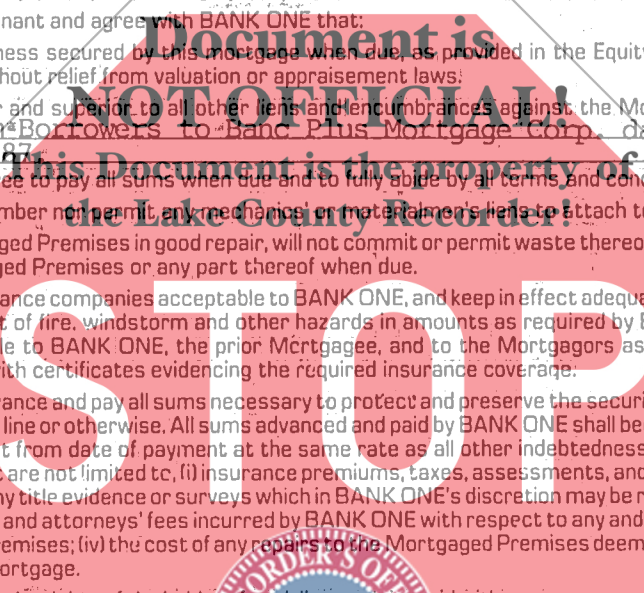 nant and agree with BANK ONE that:
Document is
ness secured by this mortgage when due, as provided in the Equit
hout relief from valuation or appraisement laws.
NOT OFFICIAL!
r and superior to all other liens and encumbrances against the Mo
Borrowers to Banc Plus Mortgage Corp. d
87
This Document is the property of
ee to pay all sums when due and to fully abide by all terms and con
the Lake County Recorder!
mber nor permit any mechanics' or materialmen's liens to attach t
ged Premises in good repair, will not commit or permit waste thereo
ged Premises or any part thereof when due.
STOP
ance companies acceptable to BANK ONE, and keep in effect adequa
t of fire, windstorm and other hazards in amounts as required by B
le to BANK ONE, the prior Mortgagee, and to the Mortgagors as
ith certificates evidencing the required insurance coverage.
rance and pay all sums necessary to protect and preserve the securi
line or otherwise. All sums advanced and paid by BANK ONE shall be
t from date of payment at the same rate as all other indebtedness
t are not limited to, (i) insurance premiums, taxes, assessments, and
ny title evidence or surveys which in BANK ONE's discretion may be n
and attorneys' fees incurred by BANK ONE with respect to any and
emises; (iv) the cost of any repairs to the Mortgaged Premises deem
ortgage.
ORDER'S OF